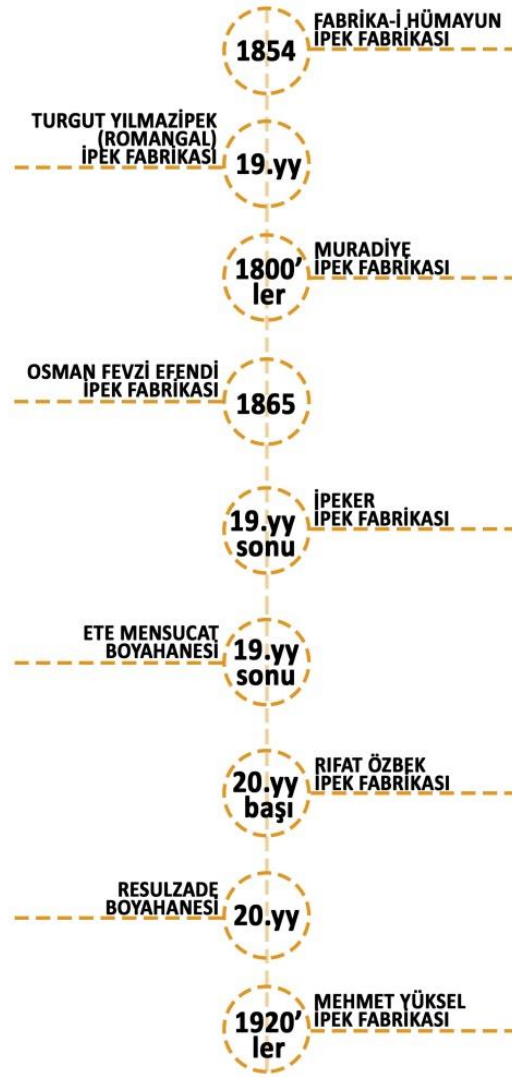 1854
FABRİKA-İ HÜMAYUN
İPEK FABRİKASI
TURGUT YILMAZİPEK
(ROMANGAL)
İPEK FABRİKASI
19.yy
1800'
ler
MURADİYE
İPEK FABRİKASI
OSMAN FEVZİ EFENDİ
İPEK FABRİKASI
1865
19.yy
sonu
İPEKER
İPEK FABRİKASI
ETE MENSUCAT
BOYAHANESİ
19.yy
sonu
20.yy
başı
RIFAT ÖZBEK
İPEK FABRİKASI
RESULZADE
BOYAHANESİ
20.yy
1920'
ler
MEHMET YÜKSEL
İPEK FABRİKASI